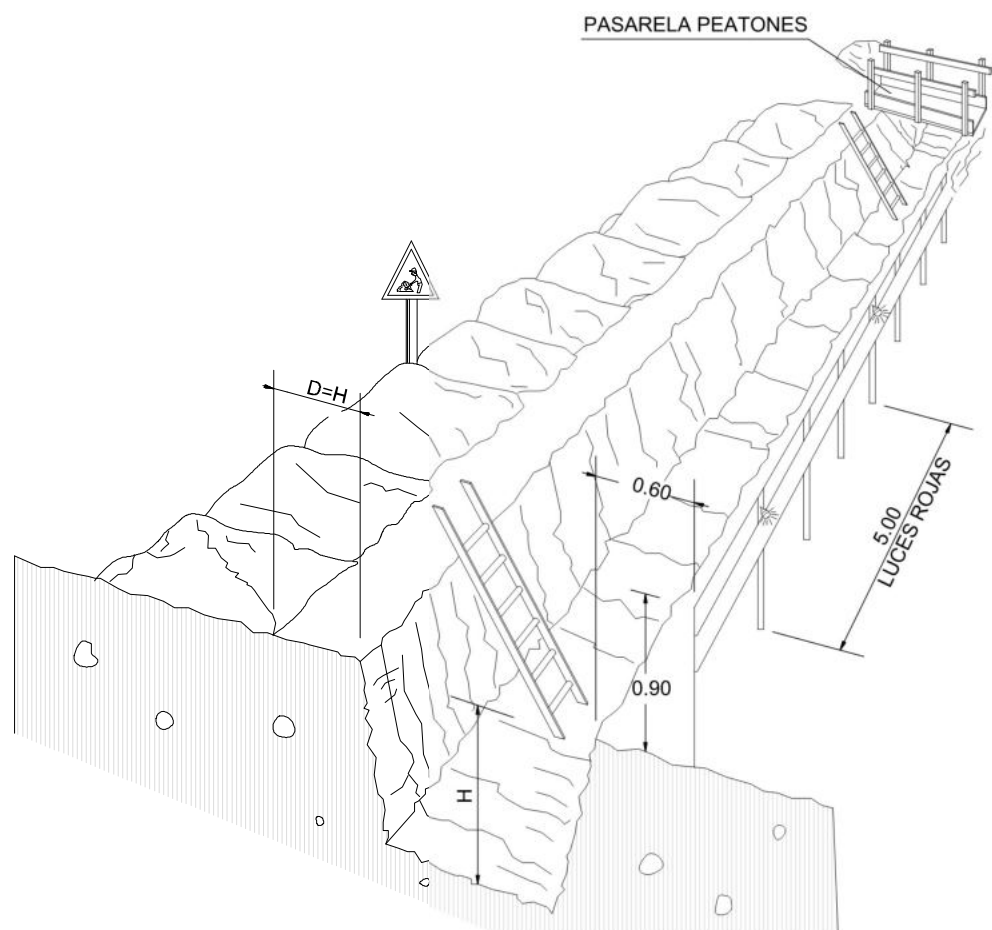 PASARELA PEATONES
D=H
0.60
5.00
LUCES ROJAS
0.90
H